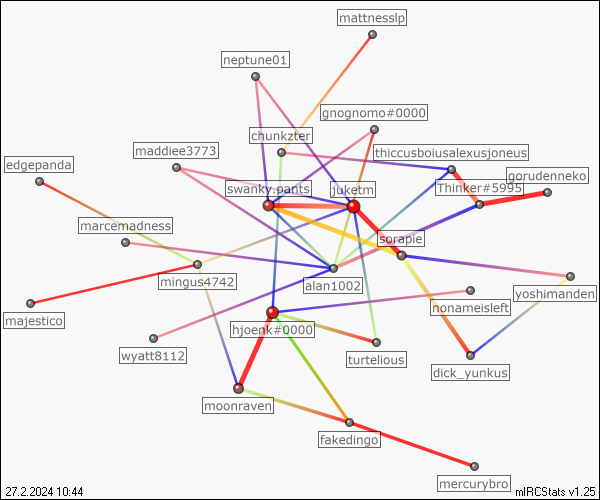 mattnesslp
neptune01
gnognomo#0000
chunkzter
maddiee3773
thiccusboiusalexusjoneus
edgepanda
gorudenneko
swanky.pants
juketm
Thinker#5995
marcemadness
sorapie
mingus4742
alan1002
yoshimanden
majestico
nonameisleft
hjoenk#0000
wyatt8112
turtelious
dick_yunkus
moonraven
fakedingo
mercurybro
27.2.2024 10:44
mIRCStats v1.25